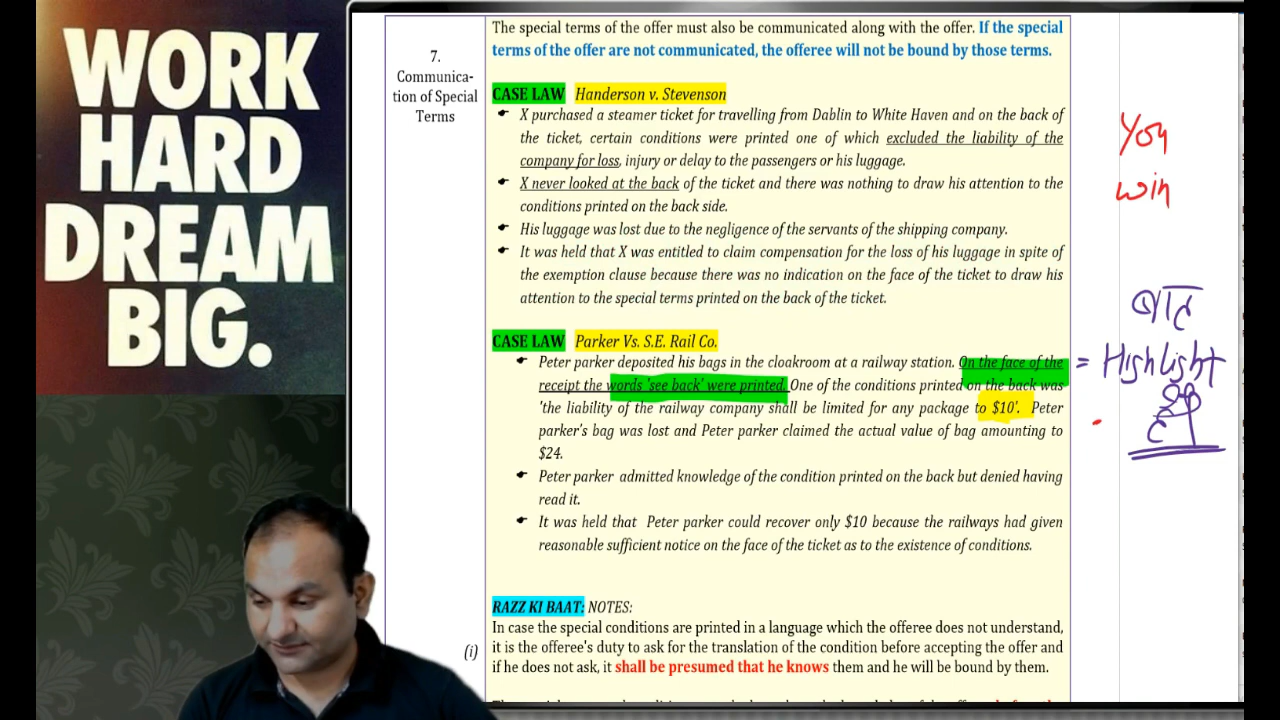 WORK
HARD
DREAM
BIG.
7.
Communica-
tion of Special
Terms
The special terms of the offer must also be communicated along with the offer. If the special
terms of the offer are not communicated, the offeree will not be bound by those terms.
CASE LAW Handerson v. Stevenson
X purchased a steamer ticket for travelling from Dablin to White Haven and on the back of
the ticket, certain conditions were printed one of which excluded the liability of the
company for loss, injury or delay to the passengers or his luggage.
X never looked at the back of the ticket and there was nothing to draw his attention to the
conditions printed on the back side.
His luggage was lost due to the negligence of the servants of the shipping company.
It was held that X was entitled to claim compensation for the loss of his luggage in spite of
the exemption clause because there was no indication on the face of the ticket to draw his
attention to the special terms printed on the back of the ticket.
CASE LAW Parker Vs. S.E. Rail Co.
Peter parker deposited his bags in the cloakroom at a railway station. On the face of the
receipt the words 'see back' were printed. One of the conditions printed on the back was
'the liability of the railway company shall be limited for any package to $10'. Peter
parker's bag was lost and Peter parker claimed the actual value of bag amounting to
$24.
Peter parker admitted knowledge of the condition printed on the back but denied having
read it.
It was held that Peter parker could recover only $10 because the railways had given
reasonable sufficient notice on the face of the ticket as to the existence of conditions.
RAZZ KI BAAT: NOTES:
(i)
In case the special conditions are printed in a language which the offeree does not understand,
it is the offeree's duty to ask for the translation of the condition before accepting the offer and
if he does not ask, it shall be presumed that he knows them and he will be bound by them.
You
win
= Highlight